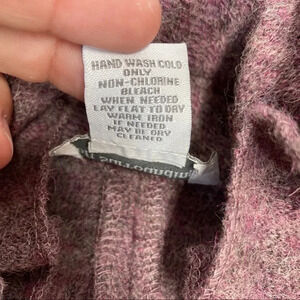 HAND WASH COLD
ONLY
NON-CHLORINE
BLEACH
WHEN NEEDED
LAY FLAT TO DRY
WARM IRON
IF NEEDED
MAY BE DRY
CLEANED